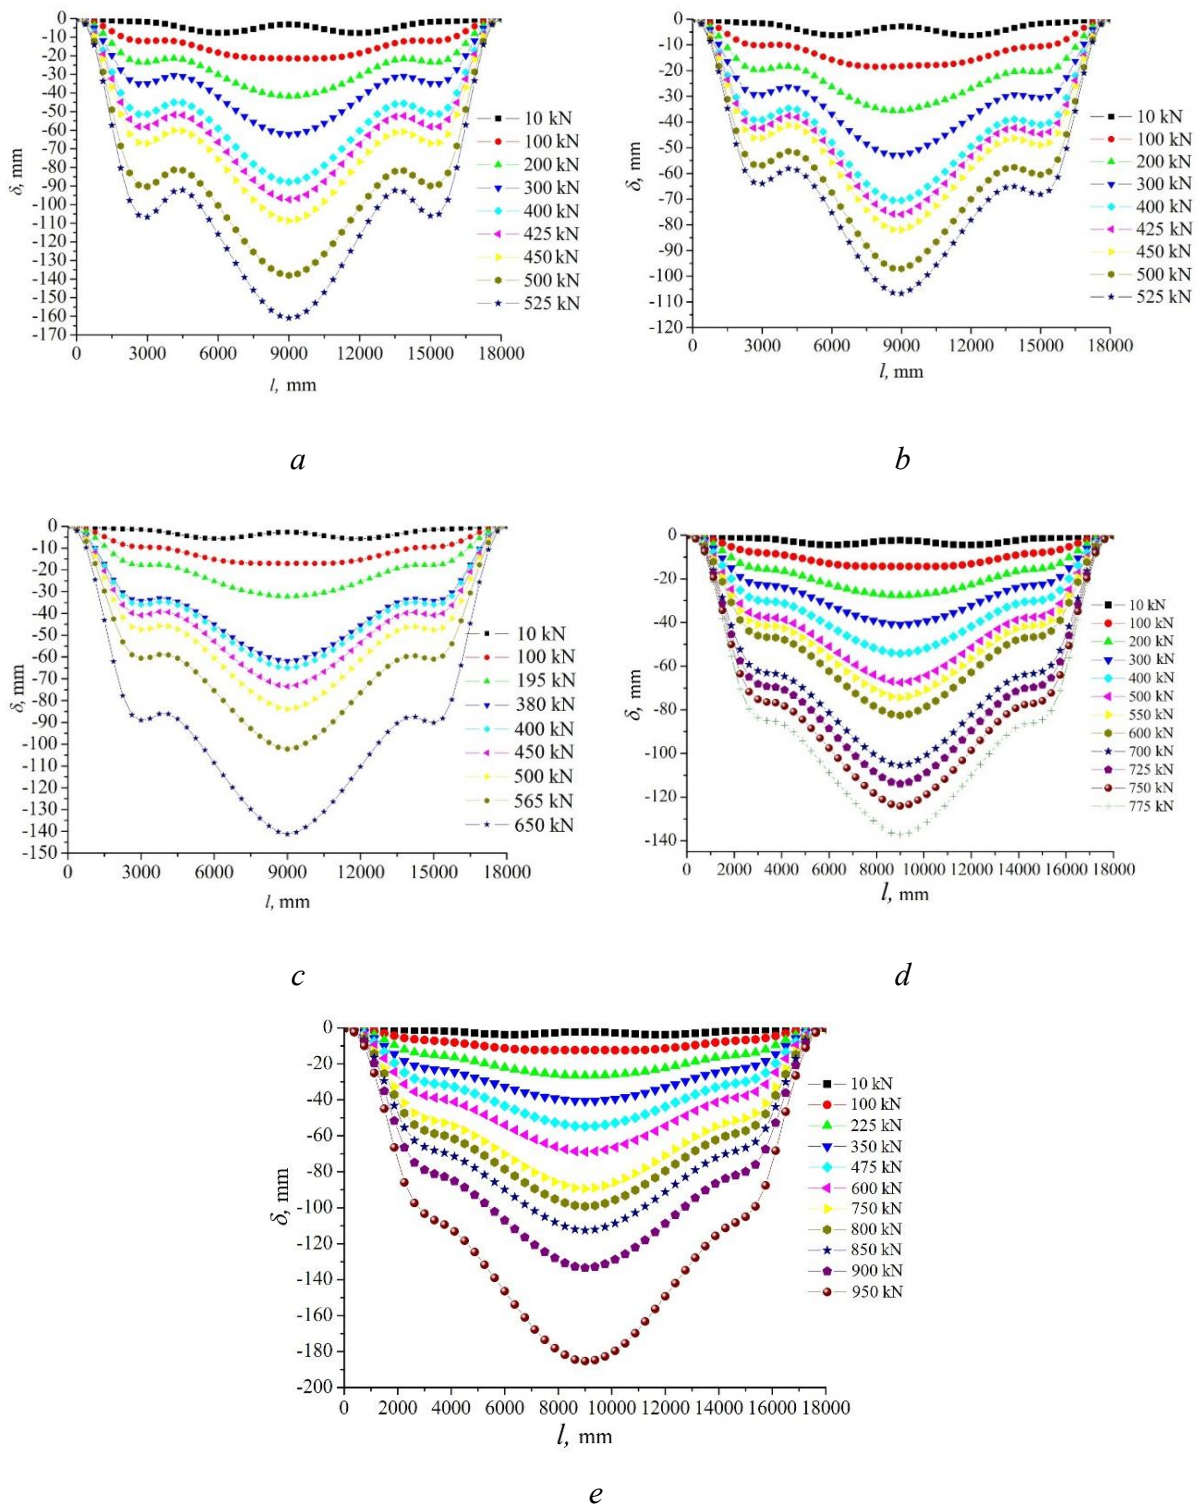 0
-10
-20
-30
-40
-50
-60
-70
-80
-90
-100
-110
-120
-130
-140
-150
-160
-170
δ, mm
10 kN
100 kN
200 kN
300 kN
400 kN
425 kN
450 kN
500 kN
525 kN
0 3000 6000 9000 12000 15000 18000
l, mm
a
0
-10
-20
-30
-40
-50
-60
-70
-80
-90
-100
-110
-120
δ, mm
10 kN
100 kN
200 kN
300 kN
400 kN
425 kN
450 kN
500 kN
525 kN
0 3000 6000 9000 12000 15000 18000
l, mm
b
0
-10
-20
-30
-40
-50
-60
-70
-80
-90
-100
-110
-120
-130
-140
-150
δ, mm
10 kN
100 kN
195 kN
380 kN
400 kN
450 kN
500 kN
565 kN
650 kN
0 3000 6000 9000 12000 15000 18000
l, mm
c
0
-20
-40
-60
-80
-100
-120
-140
δ, mm
10 kN
100 kN
200 kN
300 kN
400 kN
500 kN
550 kN
600 kN
700 kN
725 kN
750 kN
775 kN
0 2000 4000 6000 8000 10000 12000 14000 16000 18000
l, mm
d
0
-20
-40
-60
-80
-100
-120
-140
-160
-180
-200
δ, mm
10 kN
100 kN
225 kN
350 kN
475 kN
600 kN
750 kN
800 kN
850 kN
900 kN
950 kN
0 2000 4000 6000 8000 10000 12000 14000 16000 18000
l, mm
e